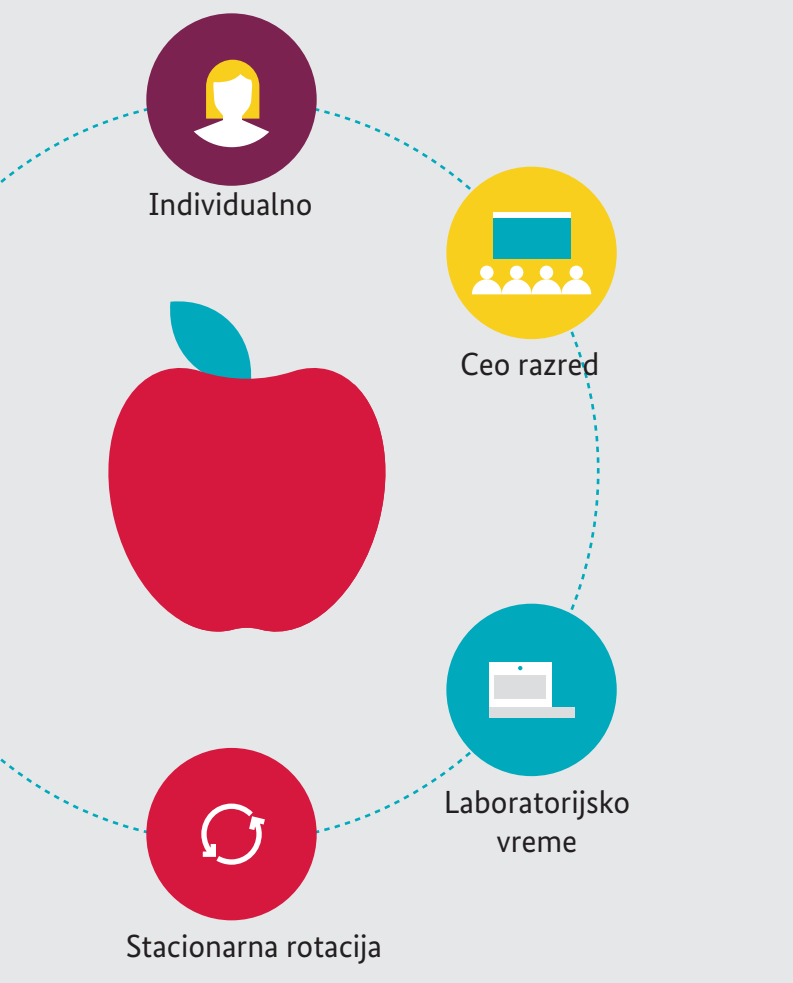 Individualno
Ceo razred
Laboratorijsko
vreme
Stacionarna rotacija